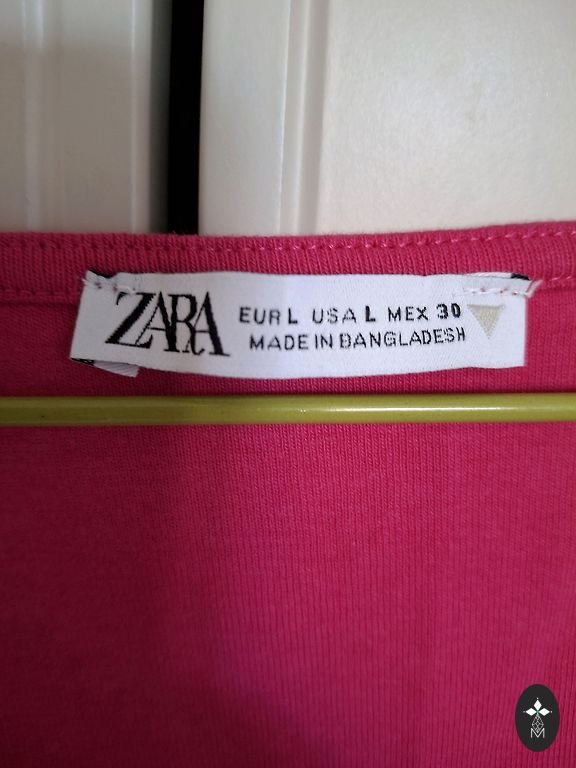 ZARA
EUR L USA L MEX 30
MADE IN BANGLADESH
M